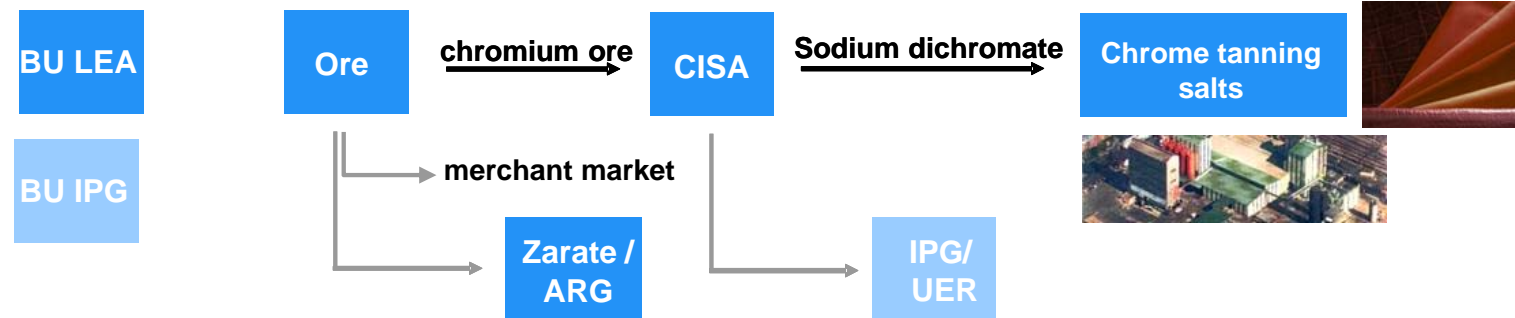 BU LEA
Ore
chromium ore
CISA
Sodium dichromate
Chrome tanning
salts
BU IPG
merchant market
Zarate /
ARG
IPG/
UER